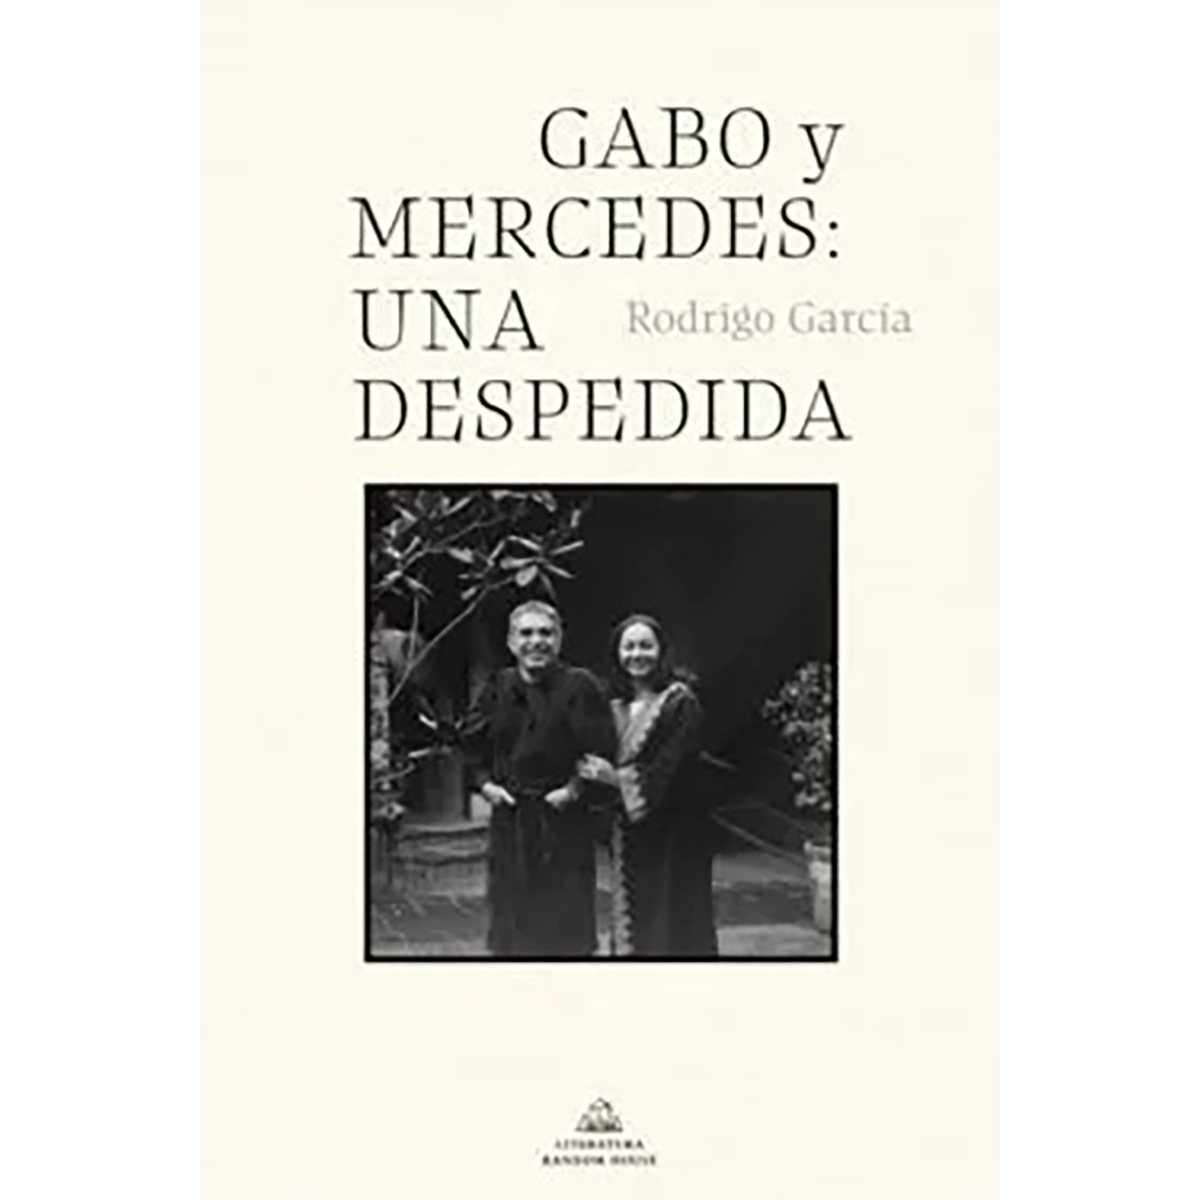 GABO y
MERCEDES:
UNA
Rodrigo García
DESPEDIDA
LITERATURA
RANDOM HOUSE